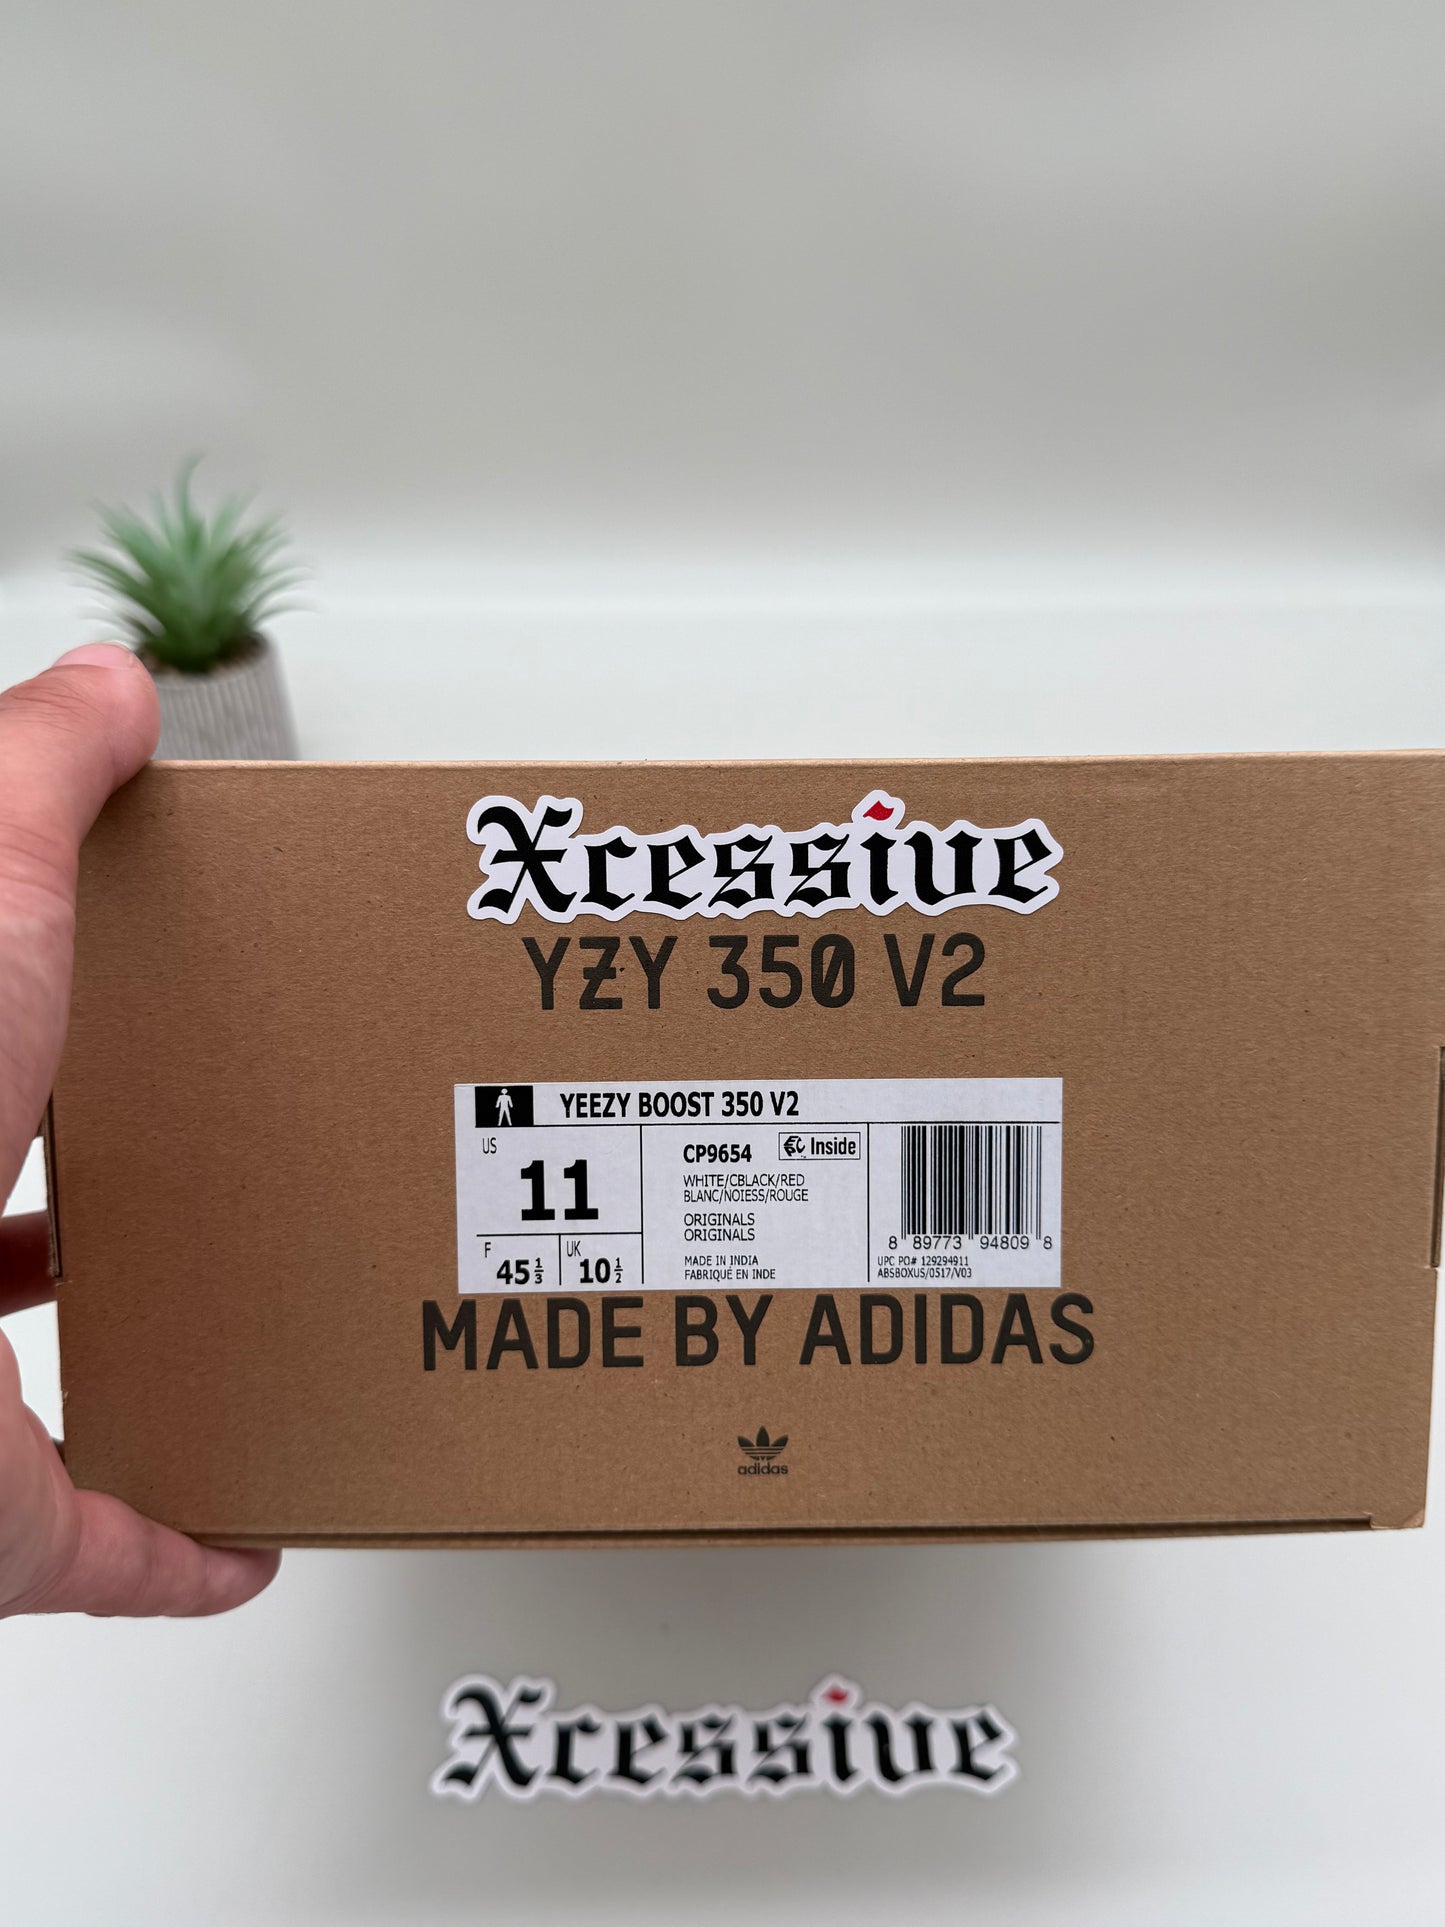 Xcessive
YZY 350 V2
YEEZY BOOST 350 V2
US
11
F
45 1/3
UK
10 1/2
CP9654
Inside
WHITE/CBLACK/RED
BLANC/NOIESS/ROUGE
ORIGINALS
ORIGINALS
MADE IN INDIA
FABRIQUÉ EN INDE
8 89773 94809 8
UPC PO# 129294911
ABSBOXUS/0517/V03
MADE BY ADIDAS
adidas
Xcessive